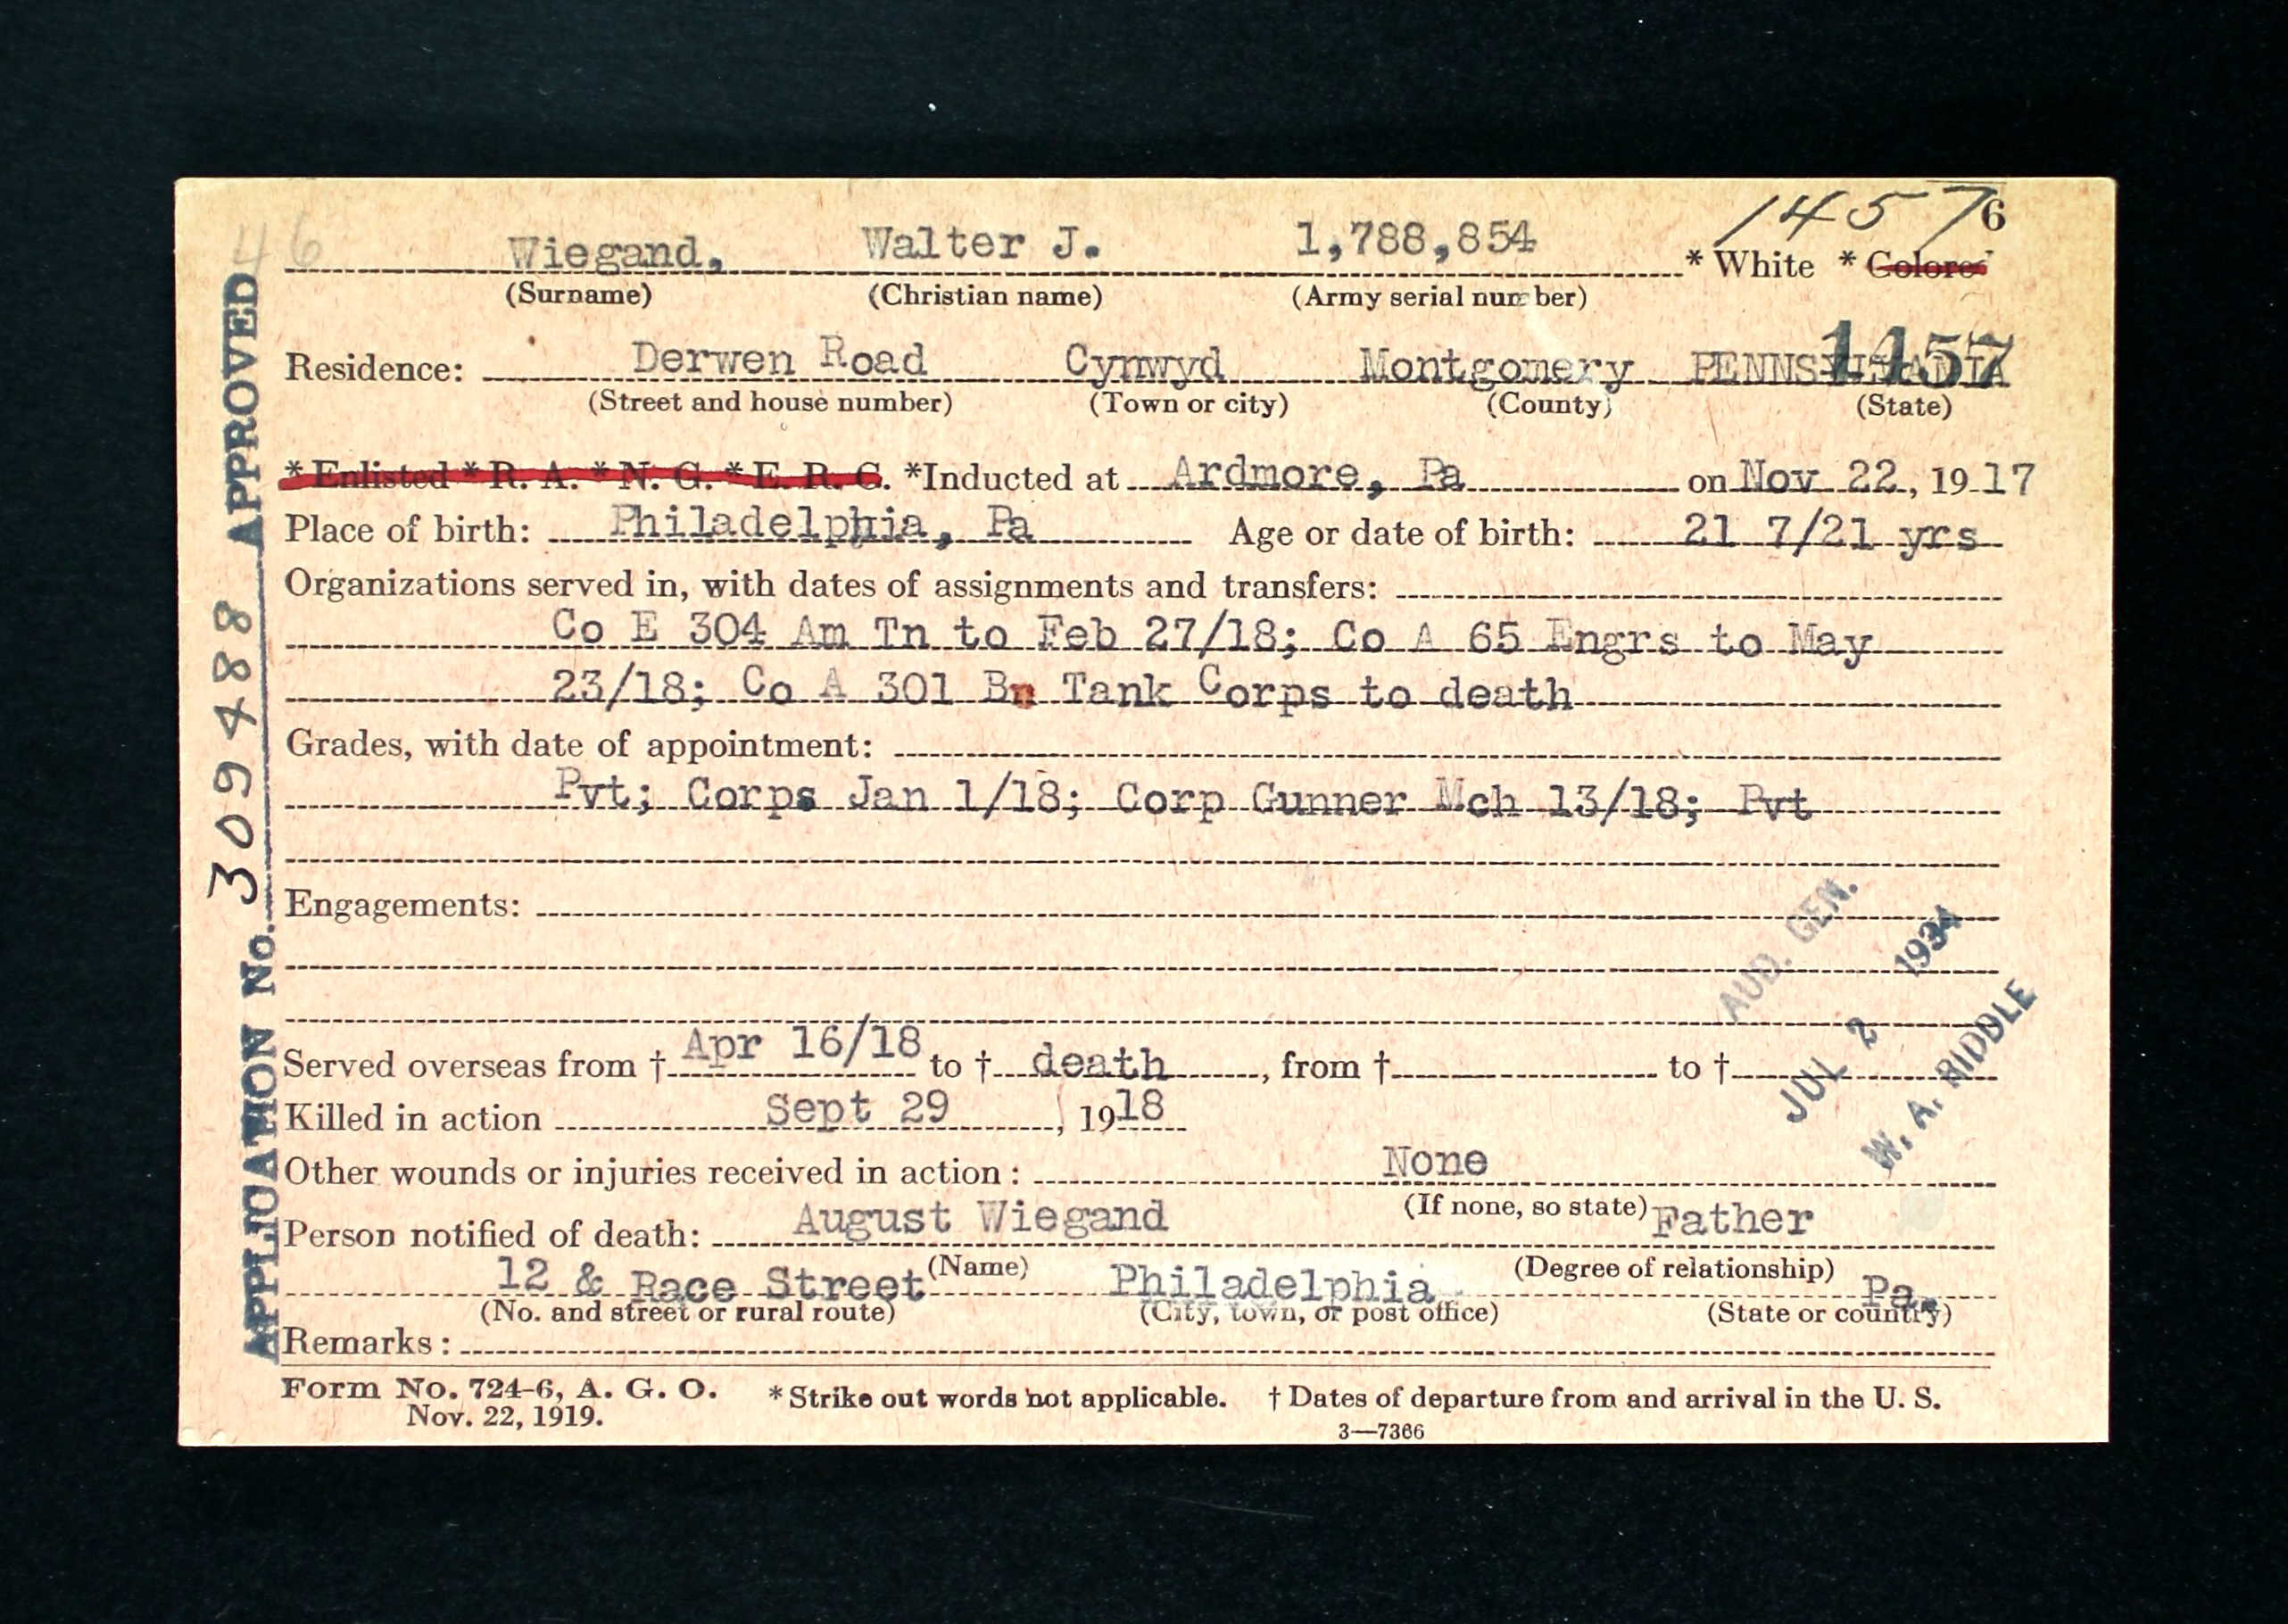 46
1457
6
Wiegand, Walter J. 1,788,854 * White * Colored
(Surname) (Christian name) (Army serial number)
1457
Residence: Derwen Road Cynwyd Montgomery PENNSYLVANIA
(Street and house number) (Town or city) (County) (State)
* Enlisted * R. A. * N. G. * E. R. C. *Inducted at Ardmore, Pa on Nov 22, 1917
Place of birth: Philadelphia, Pa Age or date of birth: 21 7/21 yrs
Organizations served in, with dates of assignments and transfers:
Co E 304 Am Tn to Feb 27/18; Co A 65 Engrs to May
23/18; Co A 301 Bn Tank Corps to death
Grades, with date of appointment:
Pvt; Corps Jan 1/18; Corp Gunner Mch 13/18; Pvt
Engagements:
Served overseas from † Apr 16/18 to † death, from † to †
Killed in action Sept 29, 1918
Other wounds or injuries received in action: None
(If none, so state)
Person notified of death: August Wiegand Father
(Name) (Degree of relationship)
12 & Race Street Philadelphia Pa.
(No. and street or rural route) (City, town, or post office) (State or country)
Remarks:
Form No. 724-6, A. G. O. * Strike out words not applicable. † Dates of departure from and arrival in the U. S.
Nov. 22, 1919.
3—7366
APPLICATION No. 309488 APPROVED
AUD. GEN.
JUL 2 1934
W. A. RIDDLE